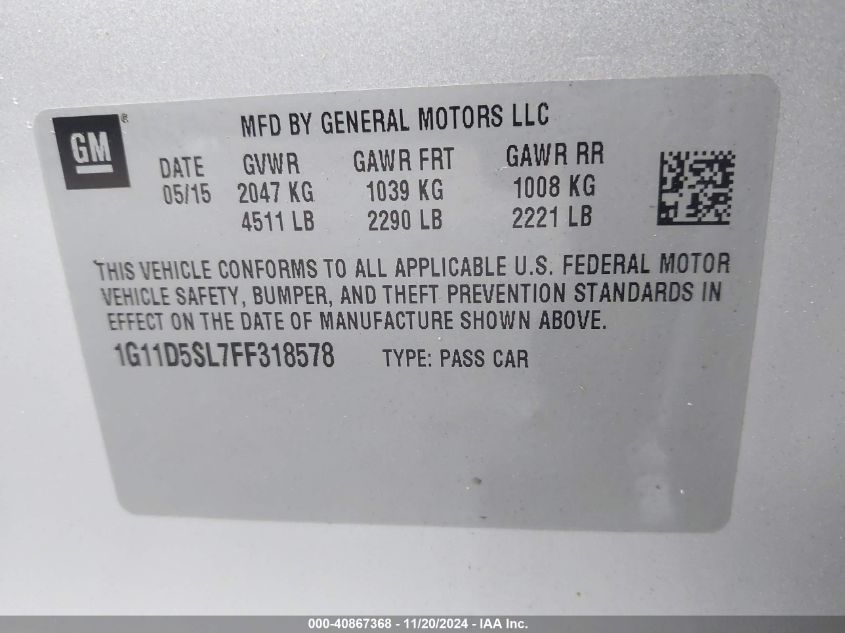 GM ®
MFD BY GENERAL MOTORS LLC
DATE GVWR GAWR FRT GAWR RR
05/15 2047 KG 1039 KG 1008 KG
4511 LB 2290 LB 2221 LB
THIS VEHICLE CONFORMS TO ALL APPLICABLE U.S. FEDERAL MOTOR
VEHICLE SAFETY, BUMPER, AND THEFT PREVENTION STANDARDS IN
EFFECT ON THE DATE OF MANUFACTURE SHOWN ABOVE.
1G11D5SL7FF318578 TYPE: PASS CAR
000-40867368 - 11/20/2024 - IAA Inc.